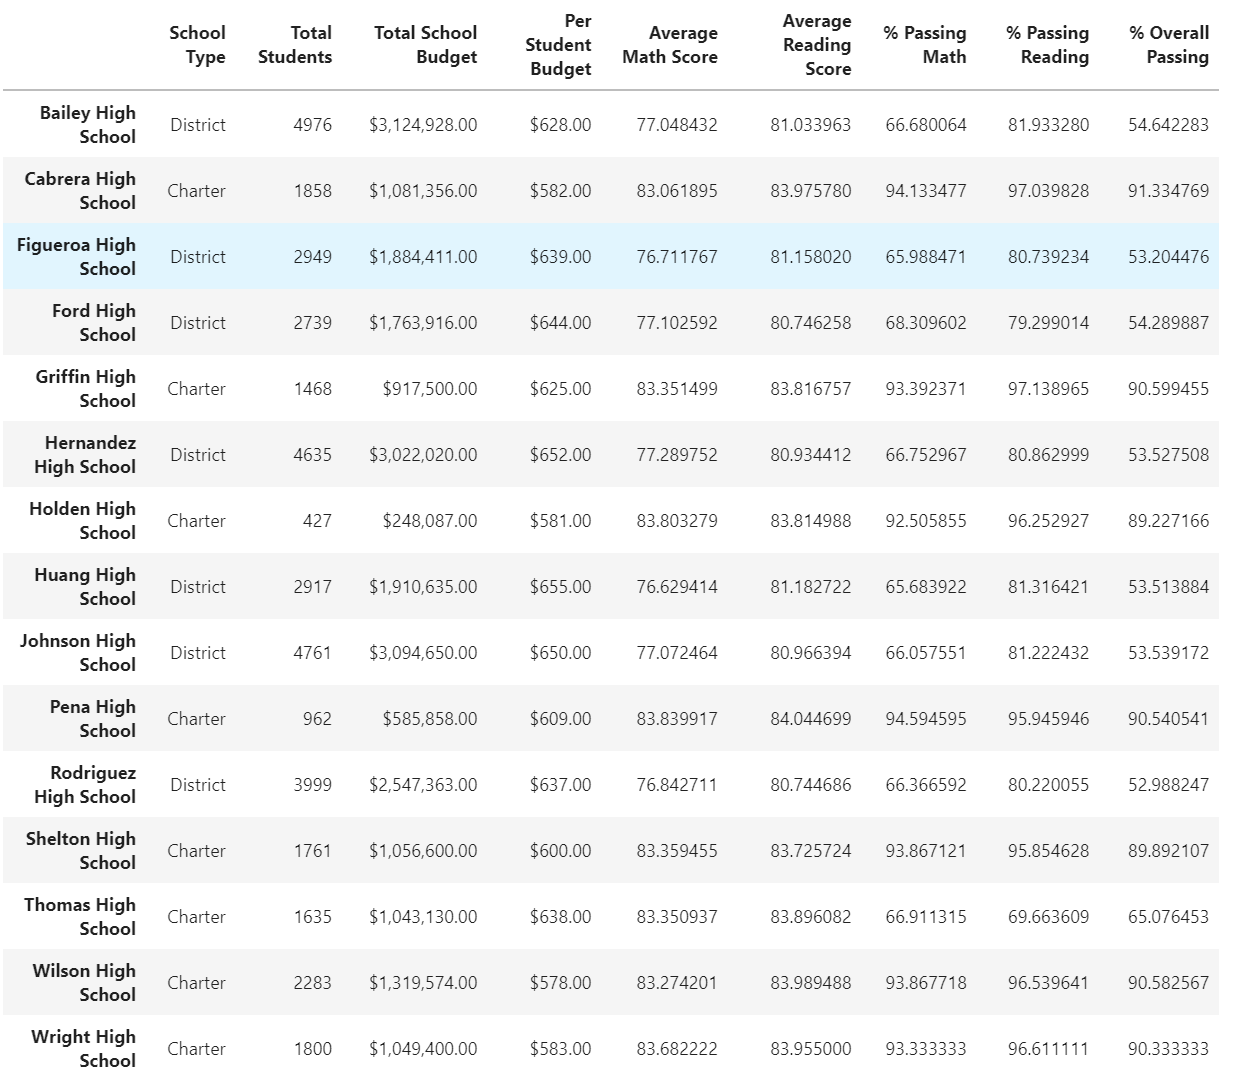 School Type Total Students Total School Budget Per Student Budget Average Math Score Average Reading Score % Passing Math % Passing Reading % Overall Passing
Bailey High School District 4976 $3,124,928.00 $628.00 77.048432 81.033963 66.680064 81.933280 54.642283
Cabrera High School Charter 1858 $1,081,356.00 $582.00 83.061895 83.975780 94.133477 97.039828 91.334769
Figueroa High School District 2949 $1,884,411.00 $639.00 76.711767 81.158020 65.988471 80.739234 53.204476
Ford High School District 2739 $1,763,916.00 $644.00 77.102592 80.746258 68.309602 79.299014 54.289887
Griffin High School Charter 1468 $917,500.00 $625.00 83.351499 83.816757 93.392371 97.138965 90.599455
Hernandez High School District 4635 $3,022,020.00 $652.00 77.289752 80.934412 66.752967 80.862999 53.527508
Holden High School Charter 427 $248,087.00 $581.00 83.803279 83.814988 92.505855 96.252927 89.227166
Huang High School District 2917 $1,910,635.00 $655.00 76.629414 81.182722 65.683922 81.316421 53.513884
Johnson High School District 4761 $3,094,650.00 $650.00 77.072464 80.966394 66.057551 81.222432 53.539172
Pena High School Charter 962 $585,858.00 $609.00 83.839917 84.044699 94.594595 95.945946 90.540541
Rodriguez High School District 3999 $2,547,363.00 $637.00 76.842711 80.744686 66.366592 80.220055 52.988247
Shelton High School Charter 1761 $1,056,600.00 $600.00 83.359455 83.725724 93.867121 95.854628 89.892107
Thomas High School Charter 1635 $1,043,130.00 $638.00 83.350937 83.896082 66.911315 69.663609 65.076453
Wilson High School Charter 2283 $1,319,574.00 $578.00 83.274201 83.989488 93.867718 96.539641 90.582567
Wright High School Charter 1800 $1,049,400.00 $583.00 83.682222 83.955000 93.333333 96.611111 90.333333